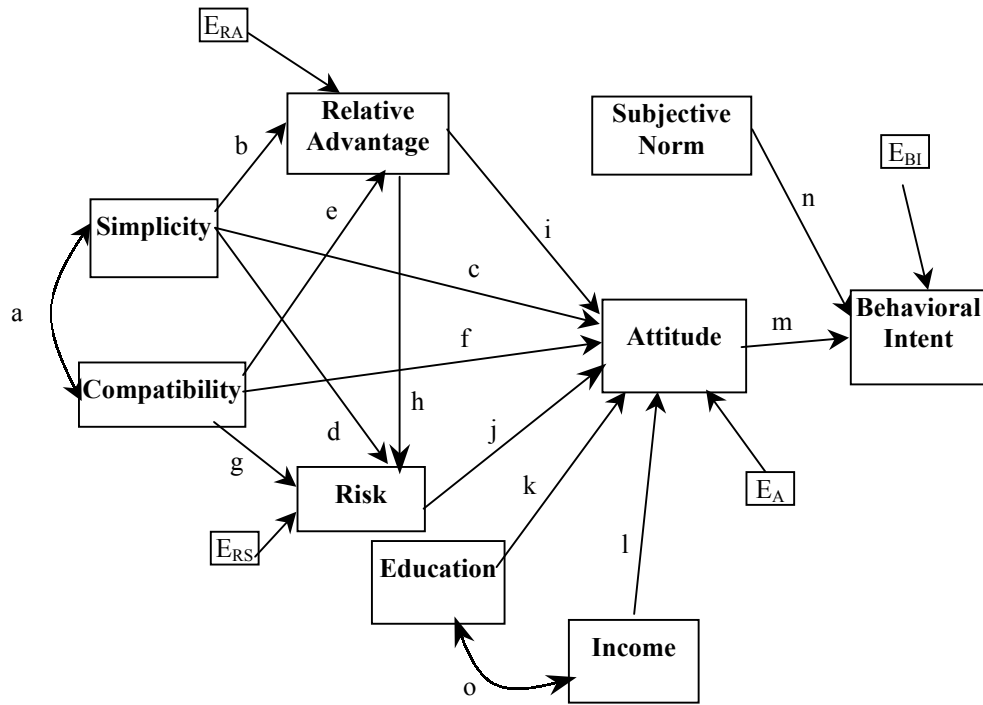 E_RA
Relative
Advantage
Subjective
Norm
E_BI
b
n
e
i
Simplicity
c
a
Behavioral
Intent
f
Attitude
m
Compatibility
h
d
j
g
k
Risk
E_A
E_RS
l
Education
Income
o